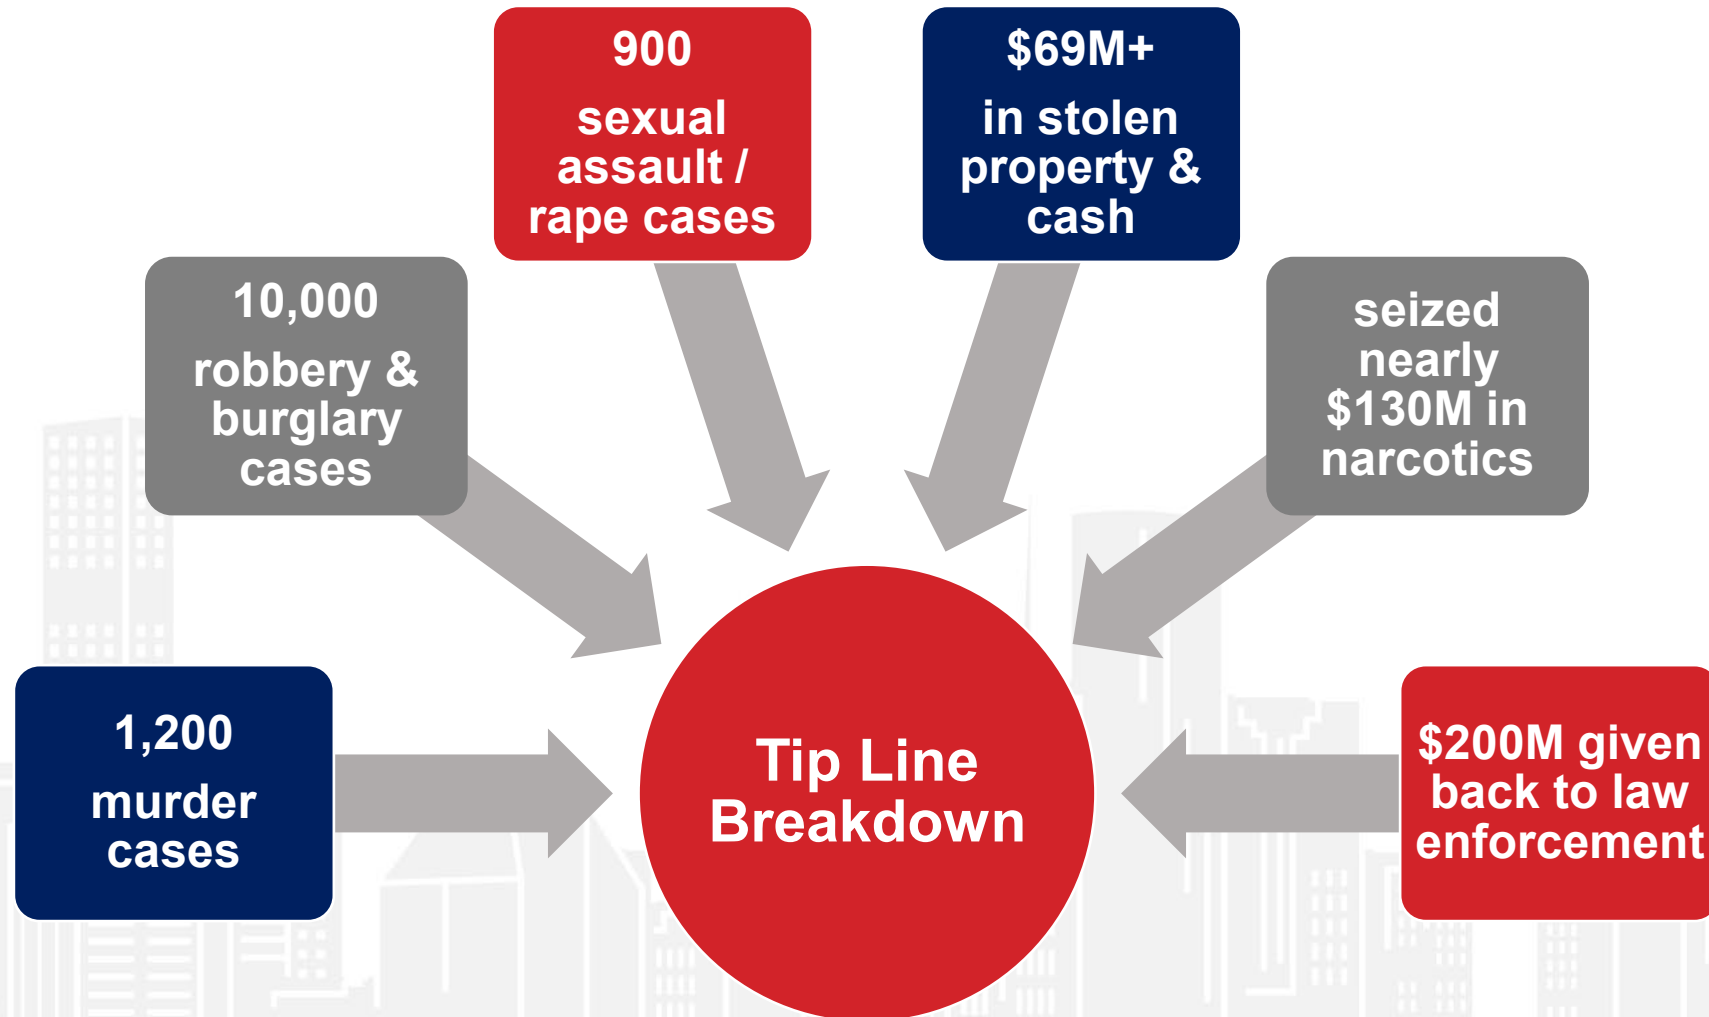 900
sexual
assault /
rape cases
$69M+
in stolen
property &
cash
10,000
robbery &
burglary
cases
seized
nearly
$130M in
narcotics
1,200
murder
cases
Tip Line
Breakdown
$200M given
back to law
enforcement